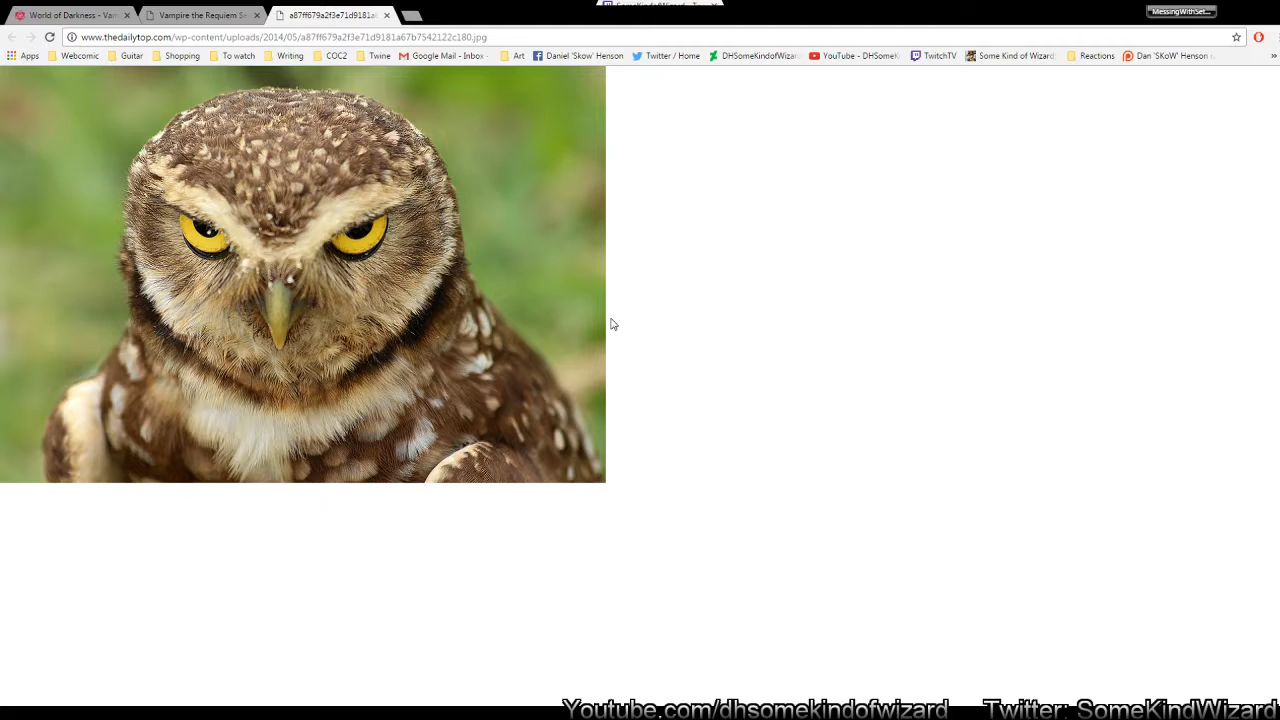 World of Darkness - Vam
Vampire the Requiem Se
a87ff679a2f3e71d9181a
MessingWithSet...
www.thedailytop.com/wp-content/uploads/2014/05/a87ff679a2f3e71d9181a67b7542122c180.jpg
Apps Webcomic Guitar Shopping To watch Writing COC2 Twine Google Mail - Inbox - Art Daniel 'Skow' Henson Twitter / Home DHSomeKindofWizar YouTube - DHSomeK TwitchTV Some Kind of Wizard Reactions Dan 'SKoW' Henson »
Youtube.com/dhsomekindofwizard Twitter: SomeKindWizard